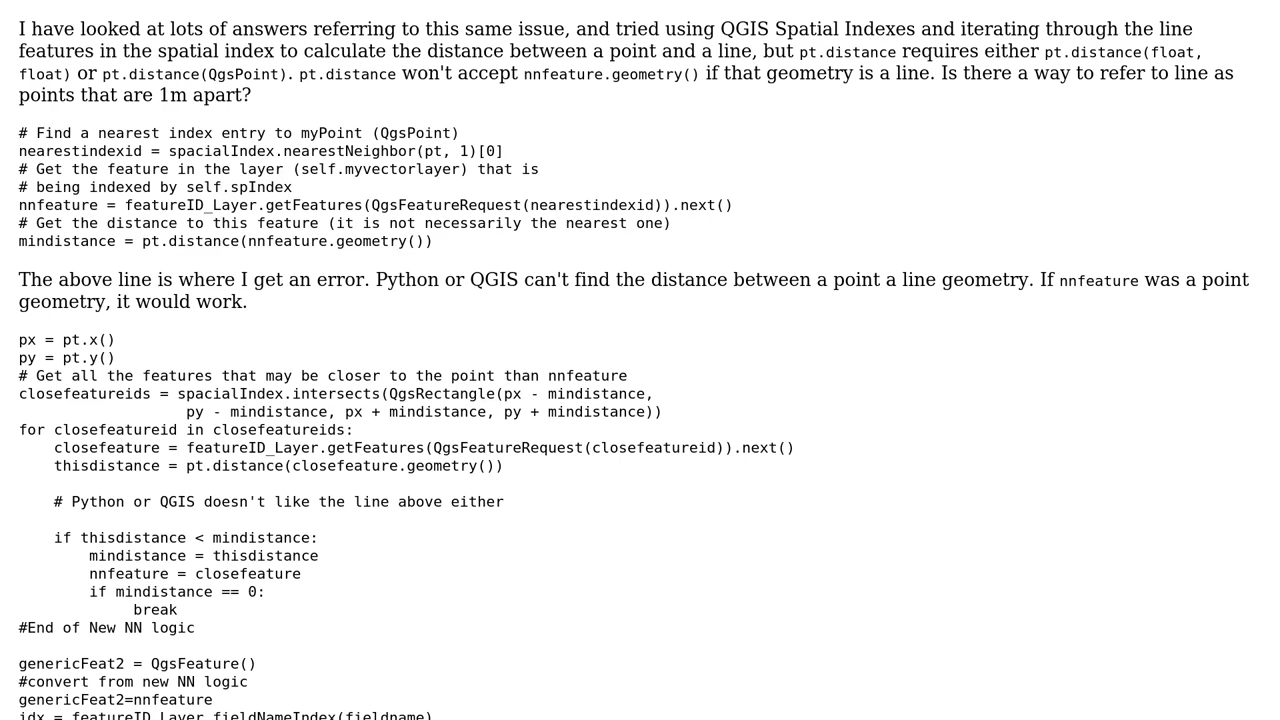 I have looked at lots of answers referring to this same issue, and tried using QGIS Spatial Indexes and iterating through the line
features in the spatial index to calculate the distance between a point and a line, but pt.distance requires either pt.distance(float,
float) or pt.distance(QgsPoint). pt.distance won't accept nnfeature.geometry() if that geometry is a line. Is there a way to refer to line as
points that are 1m apart?
# Find a nearest index entry to myPoint (QgsPoint)
nearestindexid = spacialIndex.nearestNeighbor(pt, 1)[0]
# Get the feature in the layer (self.myvectorlayer) that is
# being indexed by self.spIndex
nnfeature = featureID_Layer.getFeatures(QgsFeatureRequest(nearestindexid)).next()
# Get the distance to this feature (it is not necessarily the nearest one)
mindistance = pt.distance(nnfeature.geometry())
The above line is where I get an error. Python or QGIS can't find the distance between a point a line geometry. If nnfeature was a point
geometry, it would work.
px = pt.x()
py = pt.y()
# Get all the features that may be closer to the point than nnfeature
closefeatureids = spacialIndex.intersects(QgsRectangle(px - mindistance,
                   py - mindistance, px + mindistance, py + mindistance))
for closefeatureid in closefeatureids:
    closefeature = featureID_Layer.getFeatures(QgsFeatureRequest(closefeatureid)).next()
    thisdistance = pt.distance(closefeature.geometry())
    # Python or QGIS doesn't like the line above either
    if thisdistance < mindistance:
        mindistance = thisdistance
        nnfeature = closefeature
        if mindistance == 0:
             break
#End of New NN logic
genericFeat2 = QgsFeature()
#convert from new NN logic
genericFeat2=nnfeature
idx = featureID_Layer.fieldNameIndex(fieldname)